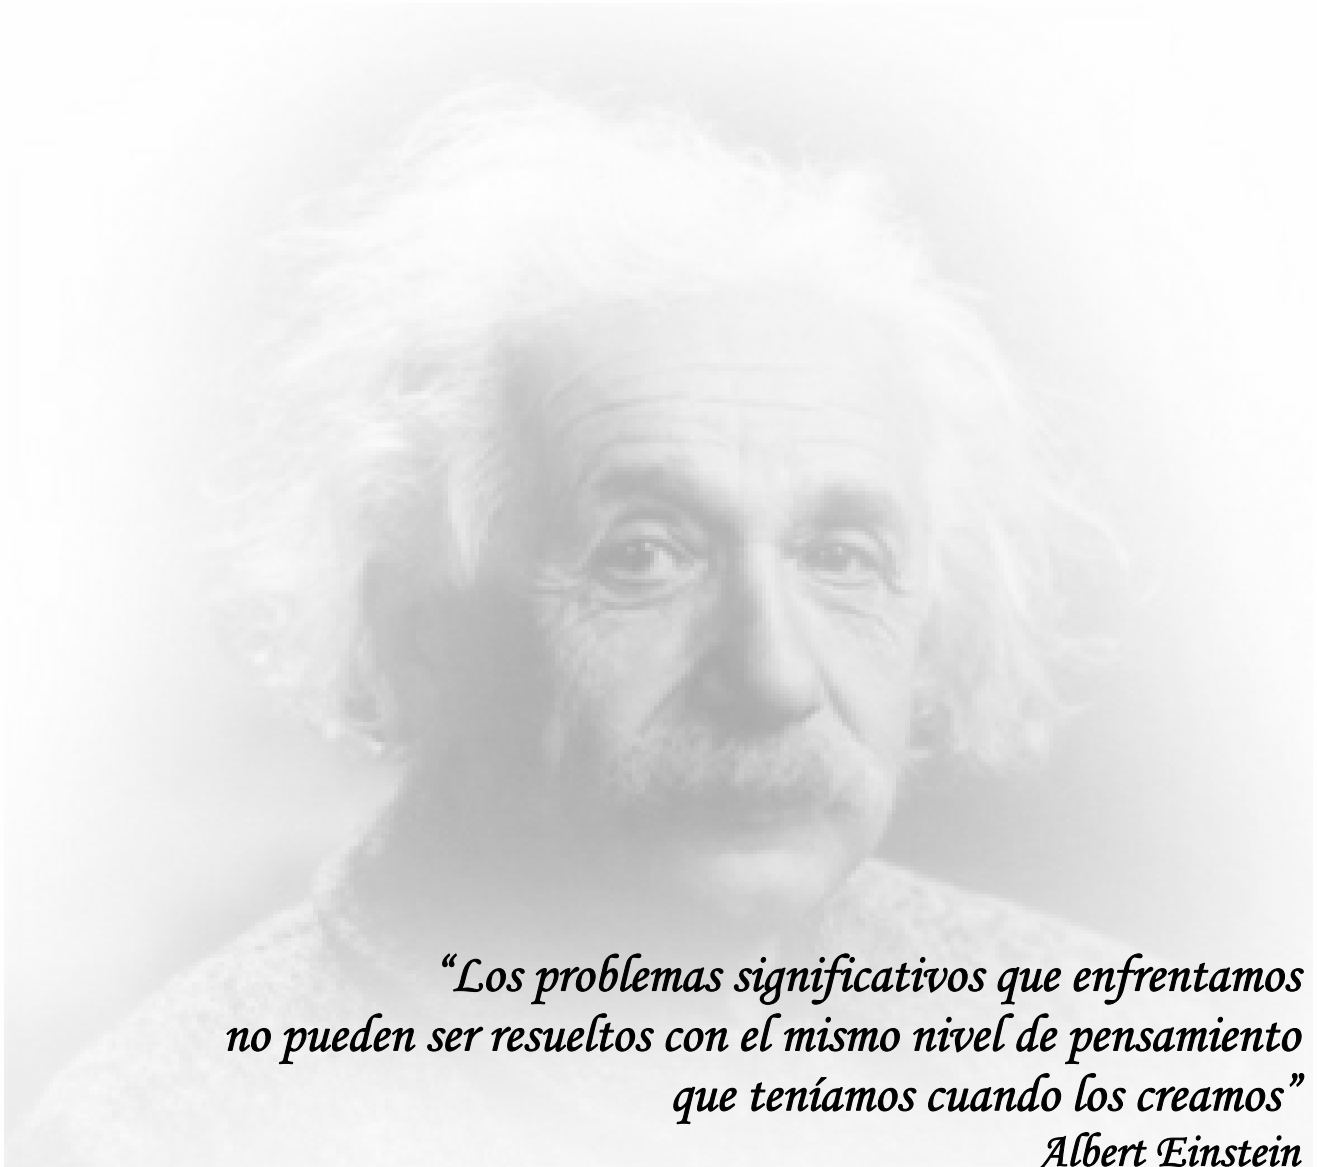 “Los problemas significativos que enfrentamos
no pueden ser resueltos con el mismo nivel de pensamiento
que teníamos cuando los creamos”
Albert Einstein